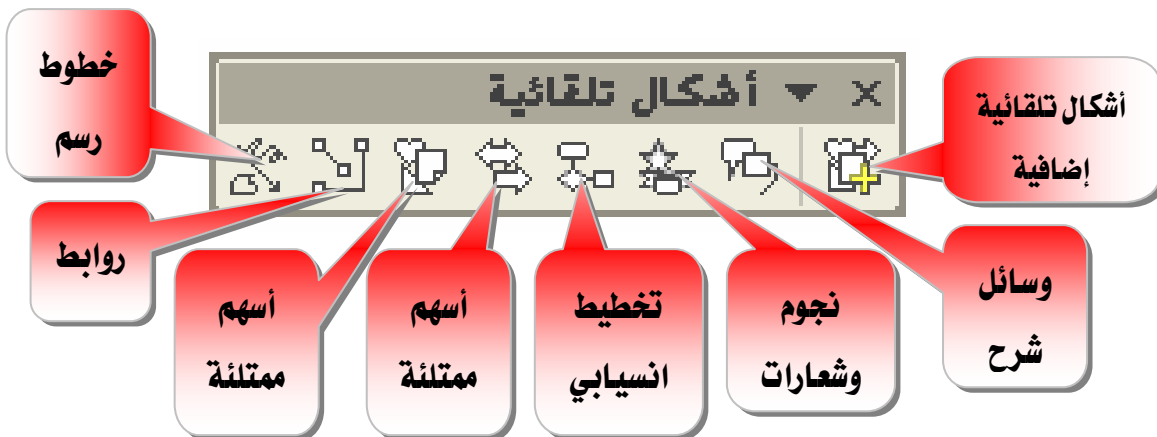 أشكال تلقائية
أشكال تلقائية
إضافية
خطوط
رسم
وسائل
شرح
نجوم
وشعارات
تخطيط
انسيابي
أسهم
ممتلئة
أسهم
ممتلئة
روابط